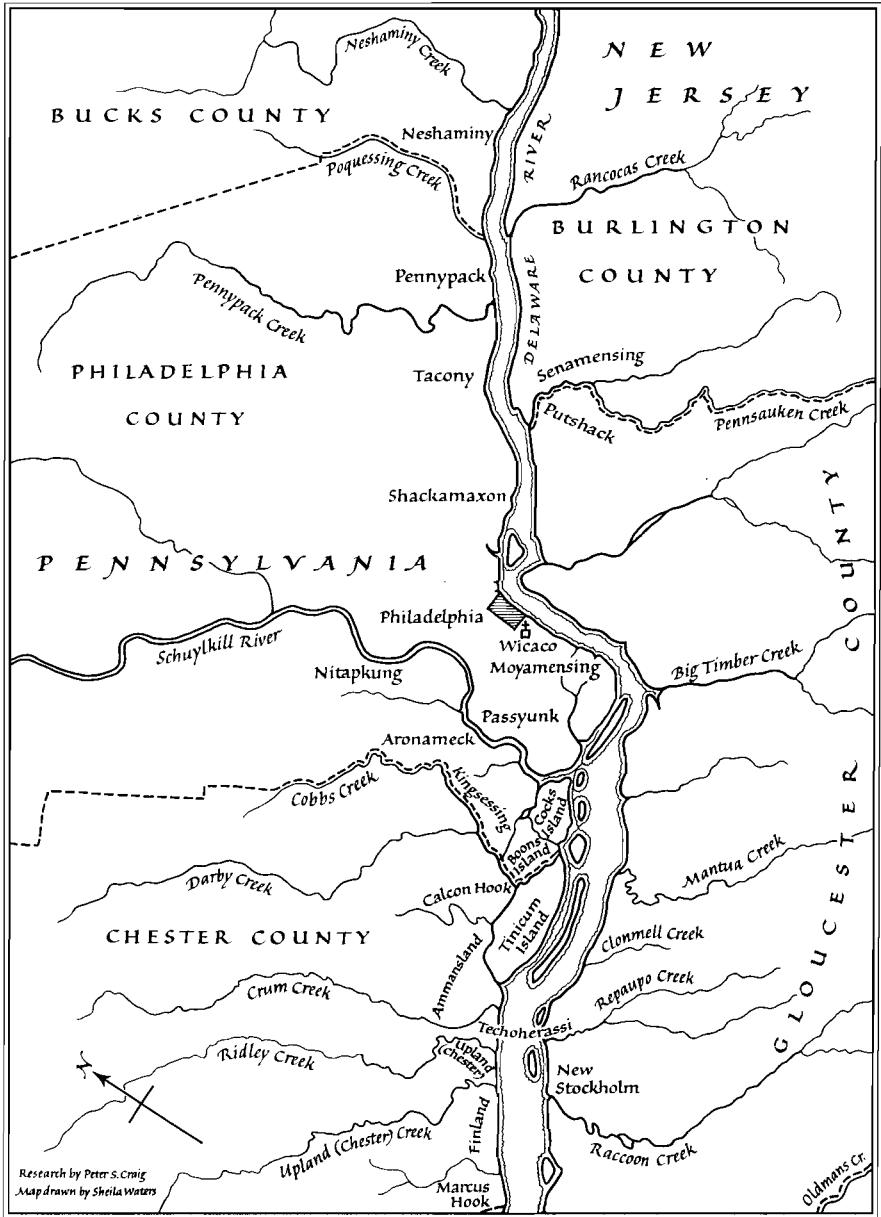 Neshaminy Creek
NEW
JERSEY
BUCKS COUNTY
Neshaminy
RIVER
Poquessing Creek
Rancocas Creek
BURLINGTON
COUNTY
Pennypack
Pennypack Creek
DELAWARE
PHILADELPHIA
COUNTY
Tacony
Senamensing
Putshack
Pennsauken Creek
Shackamaxon
COUNTY
PENNSYLVANIA
Philadelphia
Wicaco
Moyamensing
Schuylkill River
Nitapkung
Big Timber Creek
Passyunk
Aronameck
Cobbs Creek
Kingsessing
Cocks
Island
Boons
Island
GLOUCESTER
Mantua Creek
Darby Creek
Calcon Hook
Tinicum
Island
CHESTER COUNTY
Ammansland
Clonmell Creek
Repaupo Creek
Crum Creek
Techoherassi
Ridley Creek
Upland
(Chester)
N
New
Stockholm
Finland
Upland (Chester) Creek
Raccoon Creek
Research by Peter S. Craig
Map drawn by Sheila Waters
Marcus
Hook
Oldmans Cr.